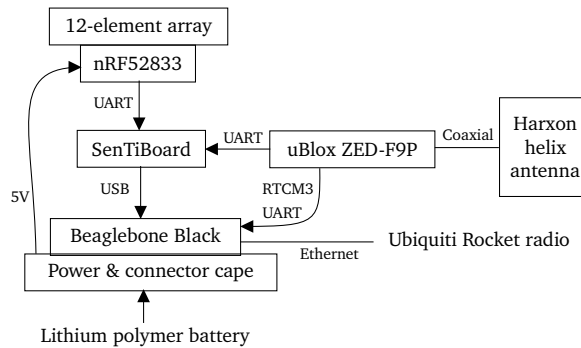 12-element array
nRF52833
UART
SenTiBoard
UART
uBlox ZED-F9P
Coaxial
Harxon
helix
antenna
USB
RTCM3
UART
5V
Beaglebone Black
Ethernet
Ubiquiti Rocket radio
Power & connector cape
Lithium polymer battery